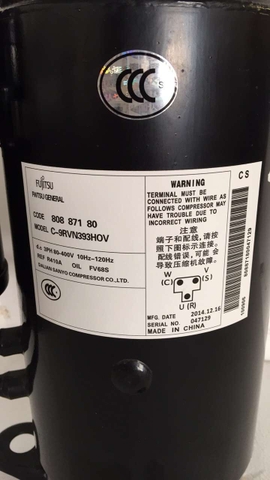 CCC
S
CS
FUJITSU
FUJITSU GENERAL
CODE 808 871 80
MODEL C-9RVN393H0V
3PH 60-400V 10Hz-120Hz
REF R410A OIL FV68S
DALIAN SANYO COMPRESSOR CO.,LTD.
CCC
WARNING
TERMINAL MUST BE
CONNECTED WITH WIRE AS
FOLLOWS COMPRESSOR MAY
TROUBLE DUE TO
INCORRECT WIRING
注意
端子和配线,请按
照下图标示连接。
配线错误,可能会
导致压缩机故障。
W V
(C) (S)
U (R)
MFG. DATE 2014.12.16
SERIAL NO. 047129
MADE IN CHINA